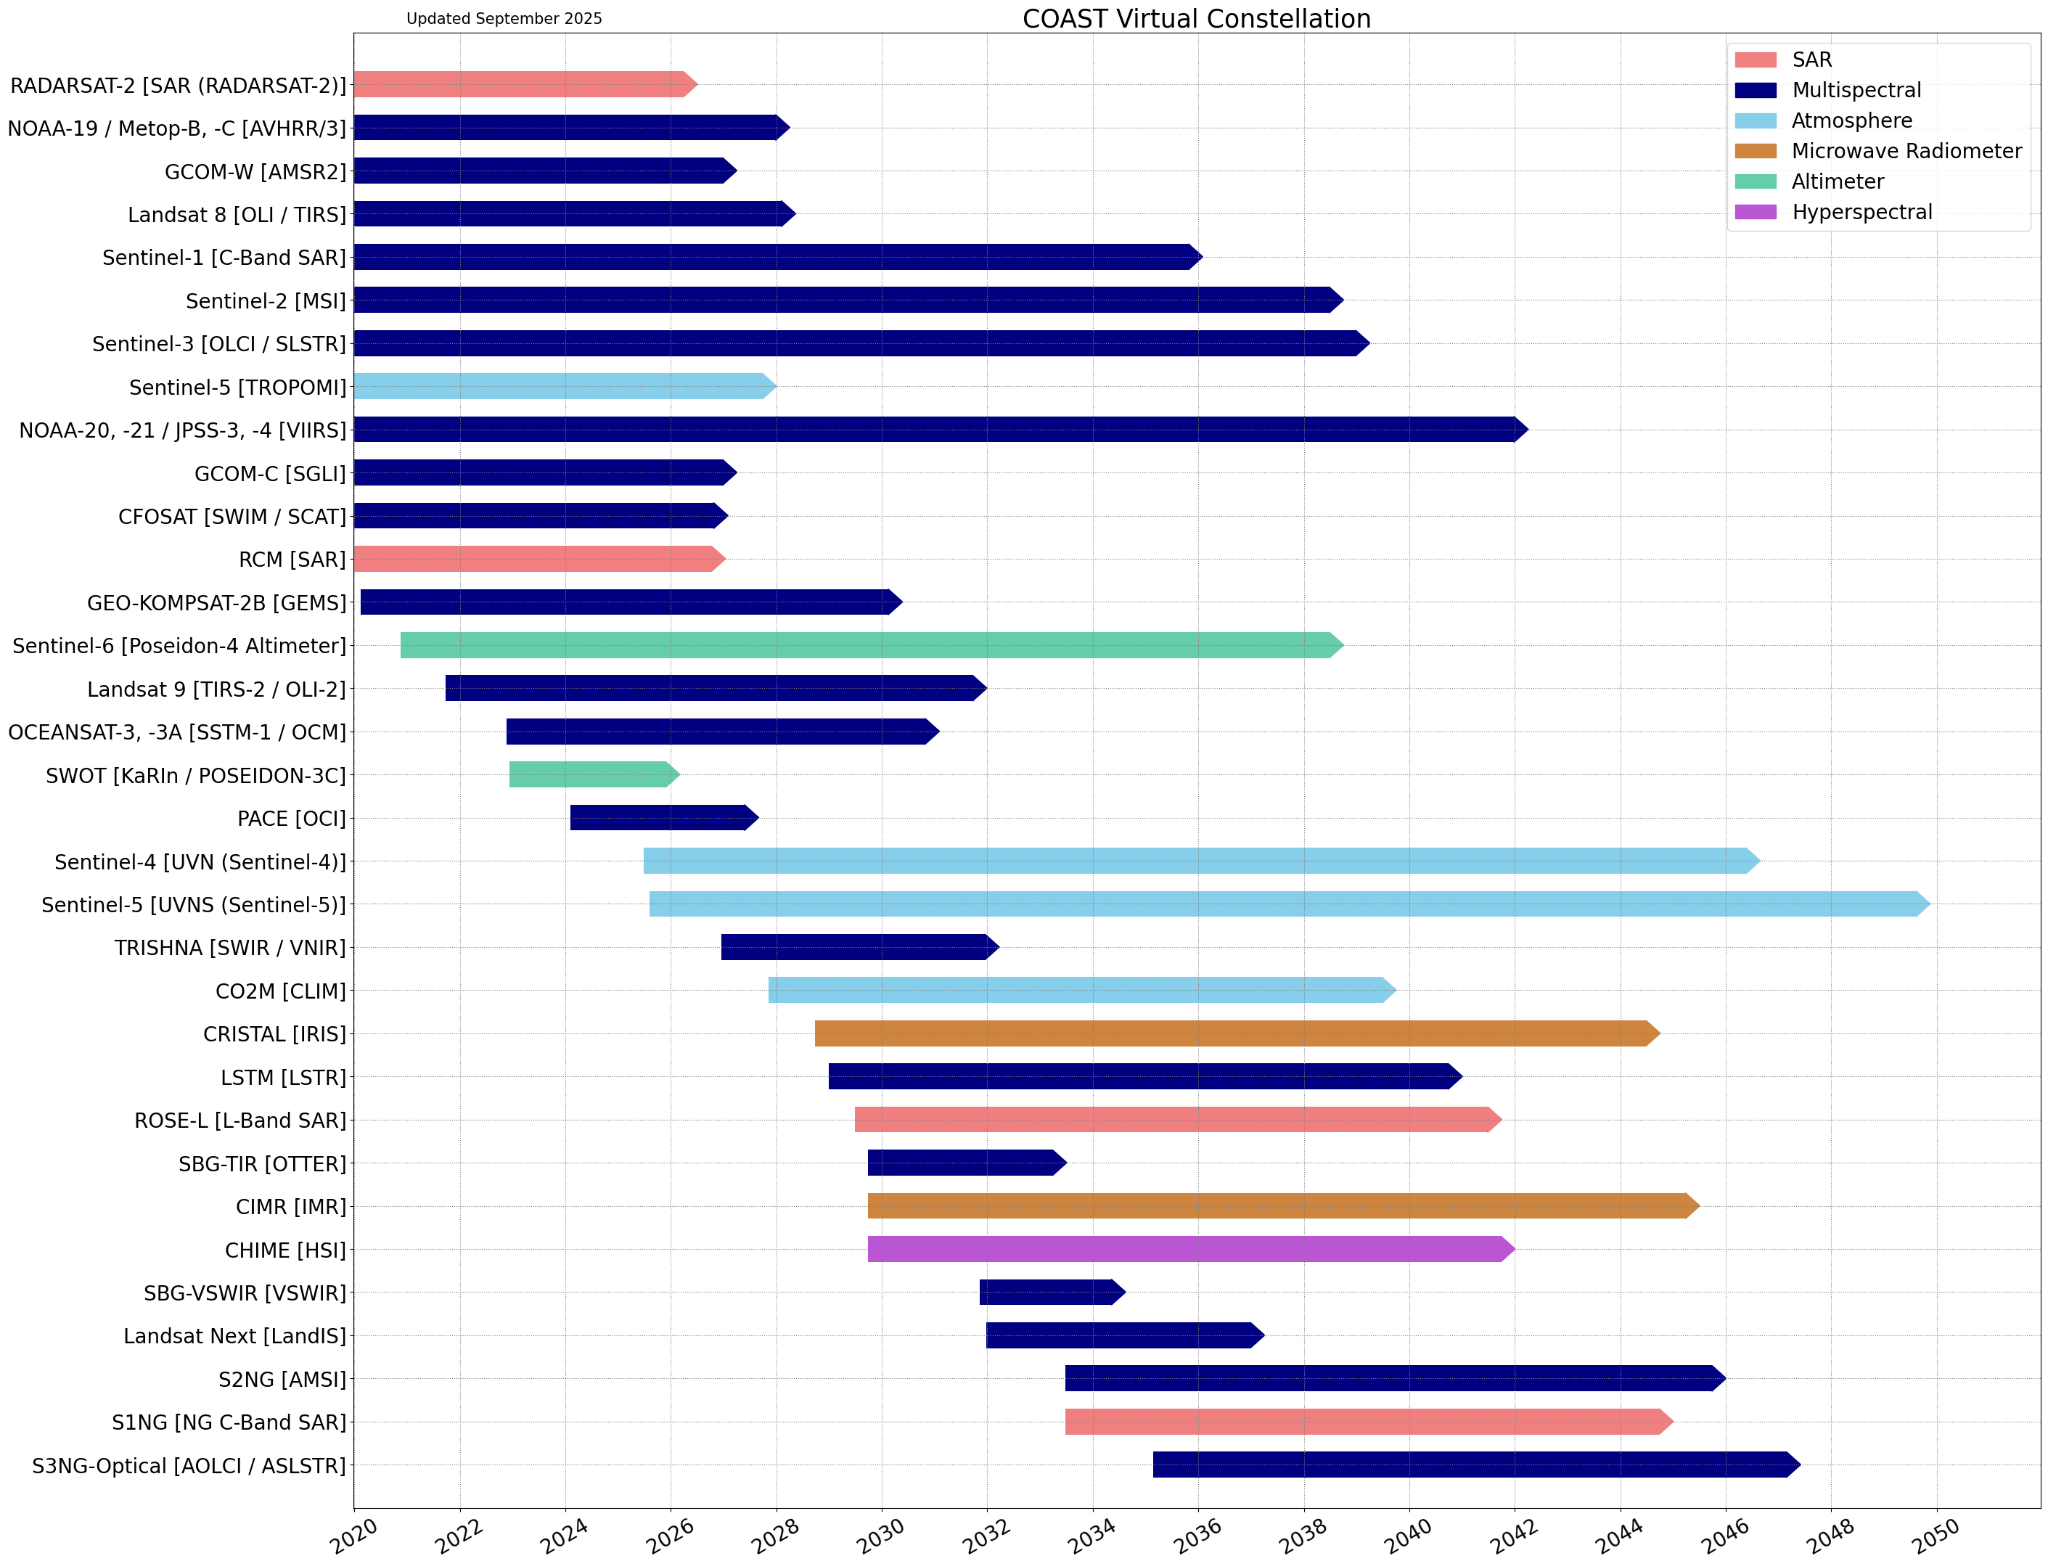 Updated September 2025
COAST Virtual Constellation
SAR
Multispectral
Atmosphere
Microwave Radiometer
Altimeter
Hyperspectral
RADARSAT-2 [SAR (RADARSAT-2)]
NOAA-19 / Metop-B, -C [AVHRR/3]
GCOM-W [AMSR2]
Landsat 8 [OLI / TIRS]
Sentinel-1 [C-Band SAR]
Sentinel-2 [MSI]
Sentinel-3 [OLCI / SLSTR]
Sentinel-5 [TROPOMI]
NOAA-20, -21 / JPSS-3, -4 [VIIRS]
GCOM-C [SGLI]
CFOSAT [SWIM / SCAT]
RCM [SAR]
GEO-KOMPSAT-2B [GEMS]
Sentinel-6 [Poseidon-4 Altimeter]
Landsat 9 [TIRS-2 / OLI-2]
OCEANSAT-3, -3A [SSTM-1 / OCM]
SWOT [KaRIn / POSEIDON-3C]
PACE [OCI]
Sentinel-4 [UVN (Sentinel-4)]
Sentinel-5 [UVNS (Sentinel-5)]
TRISHNA [SWIR / VNIR]
CO2M [CLIM]
CRISTAL [IRIS]
LSTM [LSTR]
ROSE-L [L-Band SAR]
SBG-TIR [OTTER]
CIMR [IMR]
CHIME [HSI]
SBG-VSWIR [VSWIR]
Landsat Next [LandIS]
S2NG [AMSI]
S1NG [NG C-Band SAR]
S3NG-Optical [AOLCI / ASLSTR]
2020 2022 2024 2026 2028 2030 2032 2034 2036 2038 2040 2042 2044 2046 2048 2050